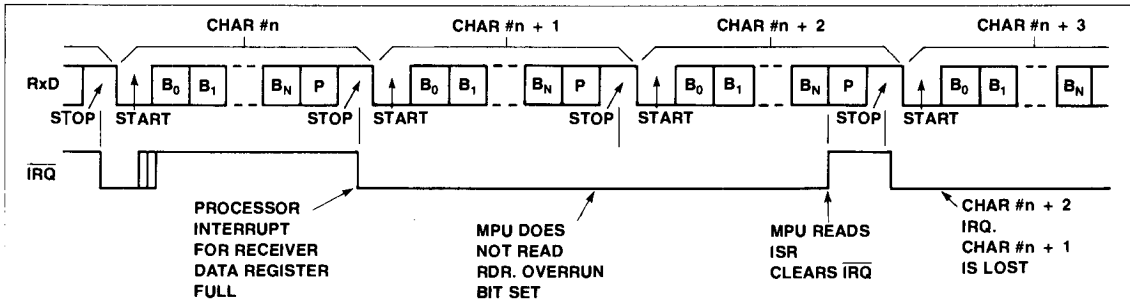 CHAR #n CHAR #n + 1 CHAR #n + 2 CHAR #n + 3
RxD B0 B1 BN P B0 B1 BN P B0 B1 BN P B0 B1 BN
STOP START STOP START STOP START STOP START
IRQ
PROCESSOR
INTERRUPT
FOR RECEIVER
DATA REGISTER
FULL
MPU DOES
NOT READ
RDR. OVERRUN
BIT SET
MPU READS
ISR
CLEARS IRQ
CHAR #n + 2
IRQ.
CHAR #n + 1
IS LOST